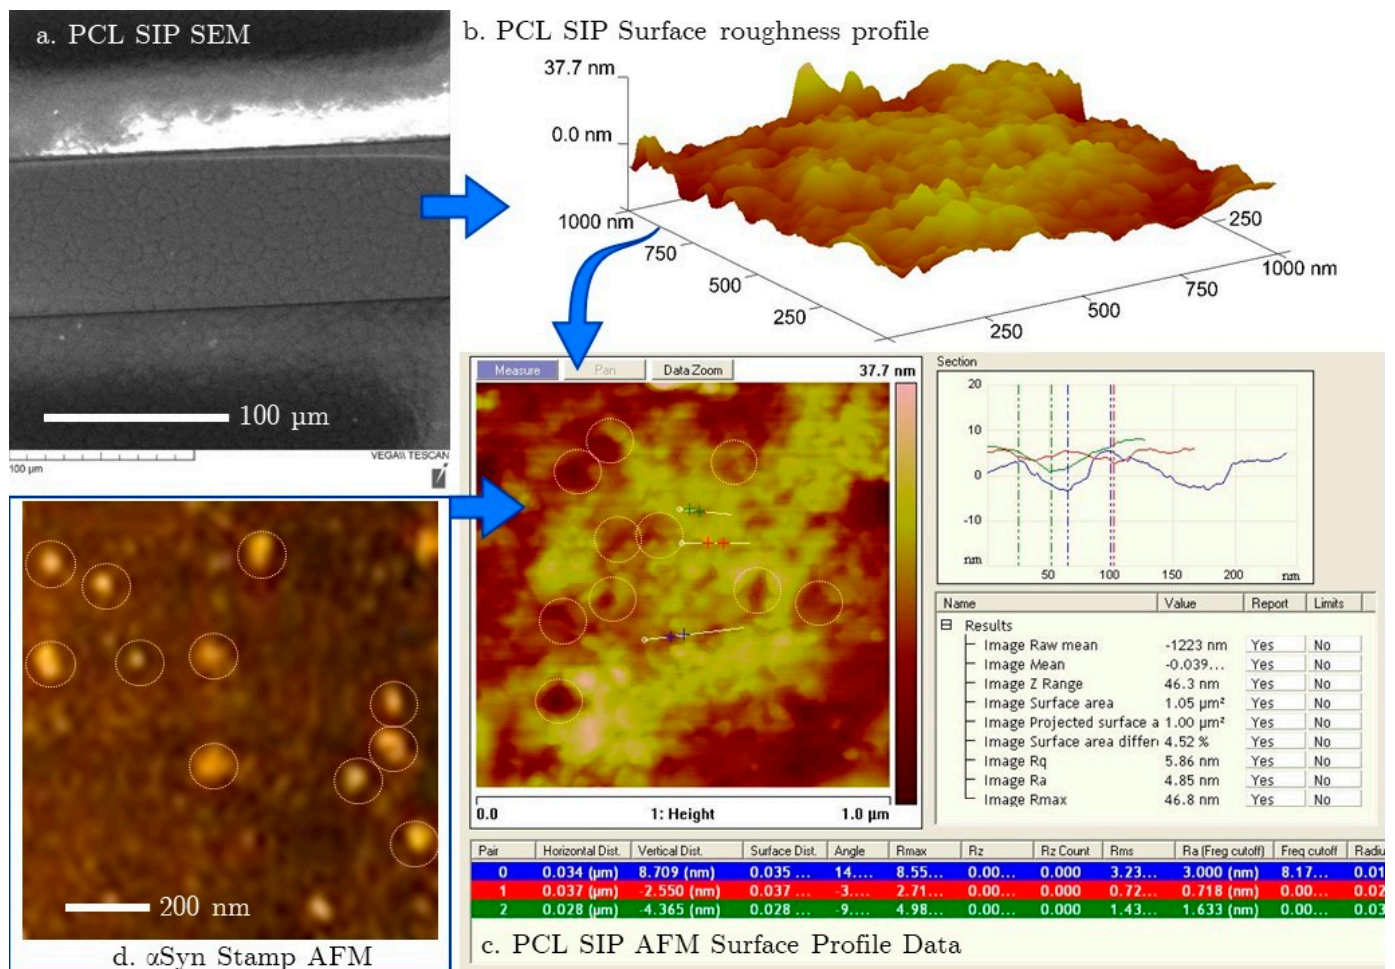 a. PCL SIP SEM
100 µm
100 µm
VEGA\\ TESCAN
b. PCL SIP Surface roughness profile
37.7 nm
0.0 nm
1000 nm
750
500
250
250
500
750
1000 nm
250
Measure Pan Data Zoom 37.7 nm
0.0 1: Height 1.0 µm
Section
20
10
0
-10
nm 50 100 150 200 nm
Name Value Report Limits
Results
Image Raw mean -1223 nm Yes No
Image Mean -0.039... Yes No
Image Z Range 46.3 nm Yes No
Image Surface area 1.05 µm² Yes No
Image Projected surface a 1.00 µm² Yes No
Image Surface area differ 4.52 % Yes No
Image Rq 5.86 nm Yes No
Image Ra 4.85 nm Yes No
Image Rmax 46.8 nm Yes No
Pair Horizontal Dist. Vertical Dist. Surface Dist. Angle Rmax Rz Rz Count Rms Ra (Freq cutoff) Freq cutoff Radiu
0 0.034 (µm) 8.709 (nm) 0.035 ... 14.... 8.55... 0.00... 0.000 3.23... 3.000 (nm) 8.17... 0.01
1 0.037 (µm) -2.550 (nm) 0.037 ... -3.... 2.71... 0.00... 0.000 0.72... 0.718 (nm) 0.00... 0.02
2 0.028 (µm) -4.365 (nm) 0.028 ... -9.... 4.98... 0.00... 0.000 1.43... 1.633 (nm) 0.00... 0.03
c. PCL SIP AFM Surface Profile Data
200 nm
d. αSyn Stamp AFM